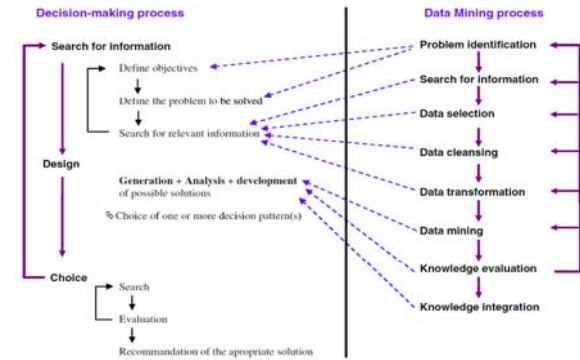 Decision-making process
Search for information
Define objectives
Define the problem to be solved
Search for relevant information
Design
Generation + Analysis + development
of possible solutions
Choice of one or more decision pattern(s)
Choice
Search
Evaluation
Recommandation of the apropriate solution
Data Mining process
Problem identification
Search for information
Data selection
Data cleansing
Data transformation
Data mining
Knowledge evaluation
Knowledge integration